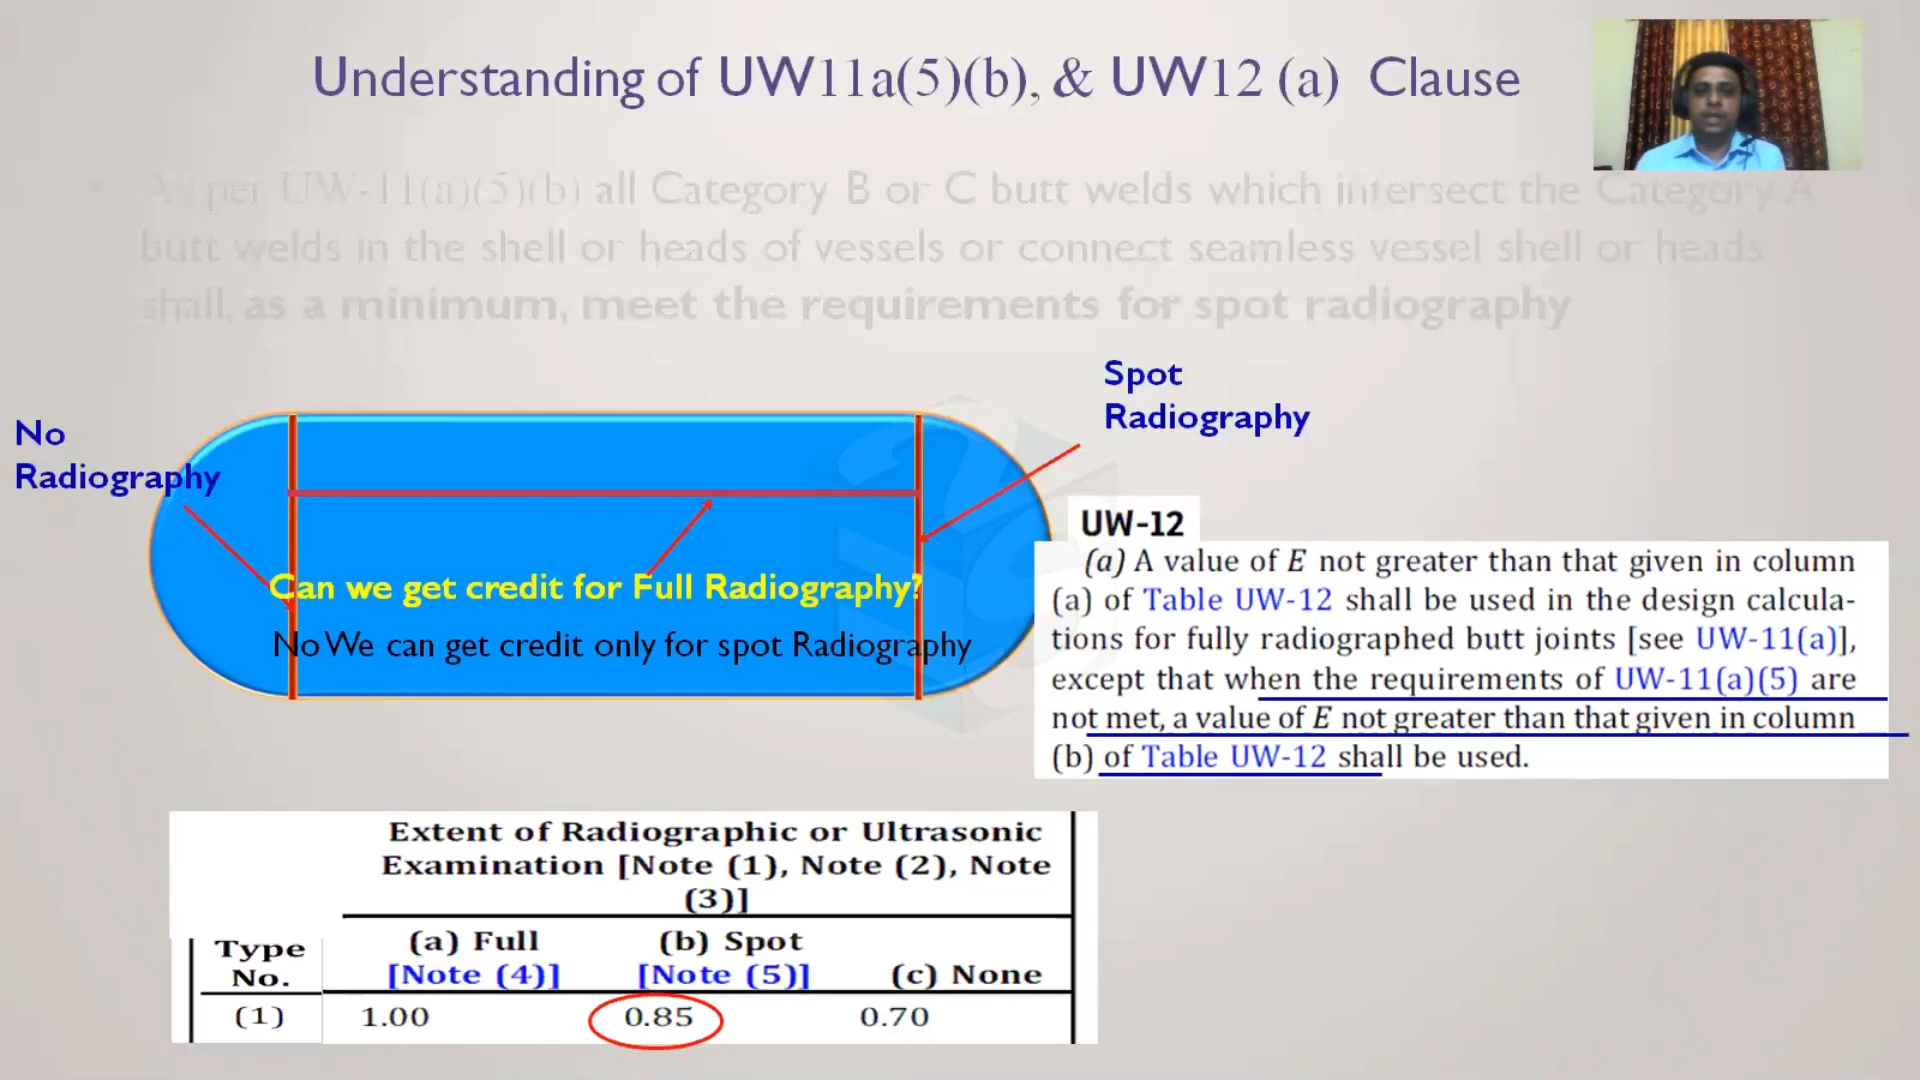 Understanding of UW11a(5)(b), & UW12 (a) Clause
• As per UW-11(a)(5)(b) all Category B or C butt welds which intersect the Category A
butt welds in the shell or heads of vessels or connect seamless vessel shell or heads
shall, as a minimum, meet the requirements for spot radiography
Spot
Radiography
No
Radiography
Can we get credit for Full Radiography?
No We can get credit only for spot Radiography
UW-12
(a) A value of E not greater than that given in column
(a) of Table UW-12 shall be used in the design calcula-
tions for fully radiographed butt joints [see UW-11(a)],
except that when the requirements of UW-11(a)(5) are
not met, a value of E not greater than that given in column
(b) of Table UW-12 shall be used.
Extent of Radiographic or Ultrasonic
Examination [Note (1), Note (2), Note
(3)]
Type
No.
(a) Full
[Note (4)]
(b) Spot
[Note (5)]
(c) None
(1) 1.00 0.85 0.70